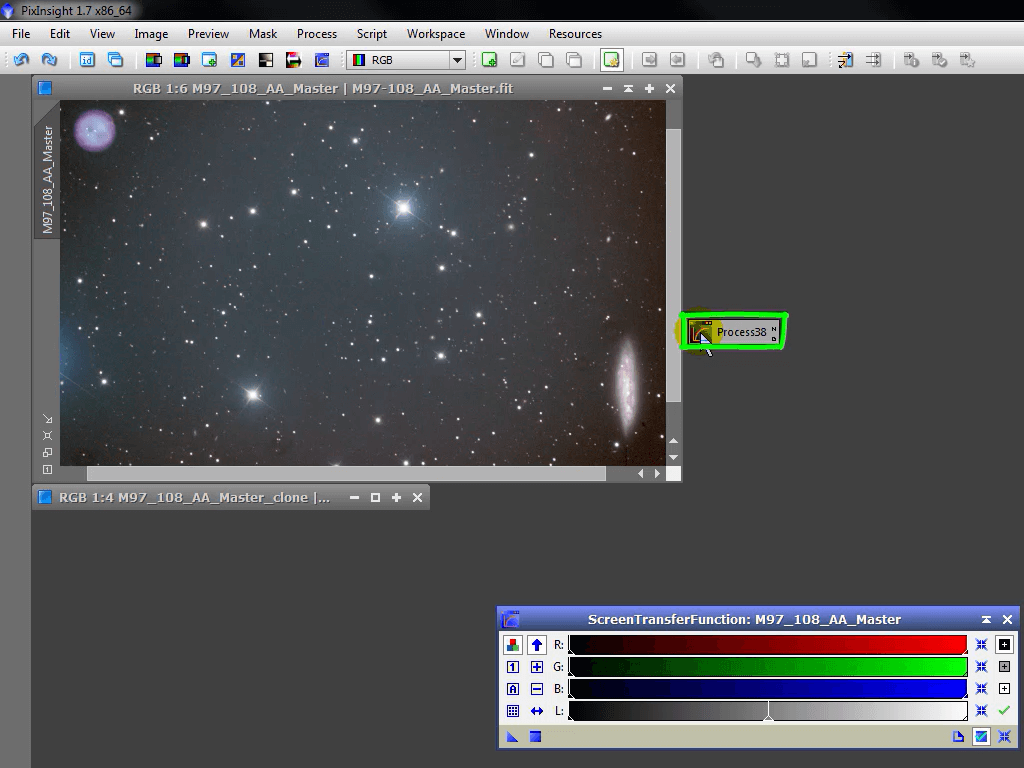 PixInsight 1.7 x86_64
File Edit View Image Preview Mask Process Script Workspace Window Resources
RGB
RGB 1:6 M97_108_AA_Master | M97-108_AA_Master.fit
M97_108_AA_Master
Process38 N D
RGB 1:4 M97_108_AA_Master_clone |...
ScreenTransferFunction: M97_108_AA_Master
R:
1 G:
A B:
L: